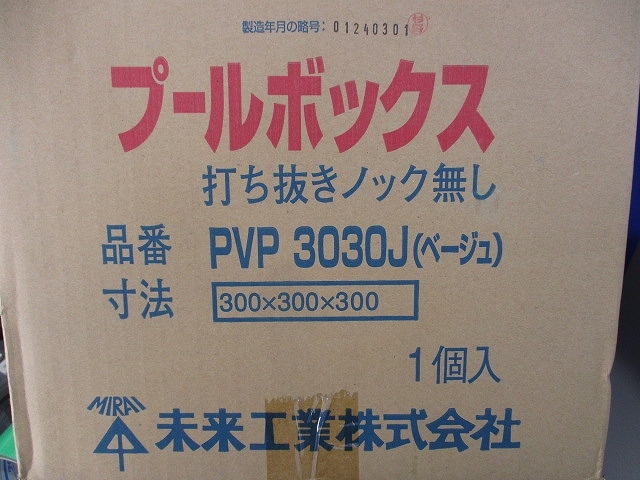 製造年月の略号：01240301
プールボックス
打ち抜きノック無し
品番 PVP 3030J(ベージュ)
寸法 300×300×300
1個入
MIRAI 未来工業株式会社